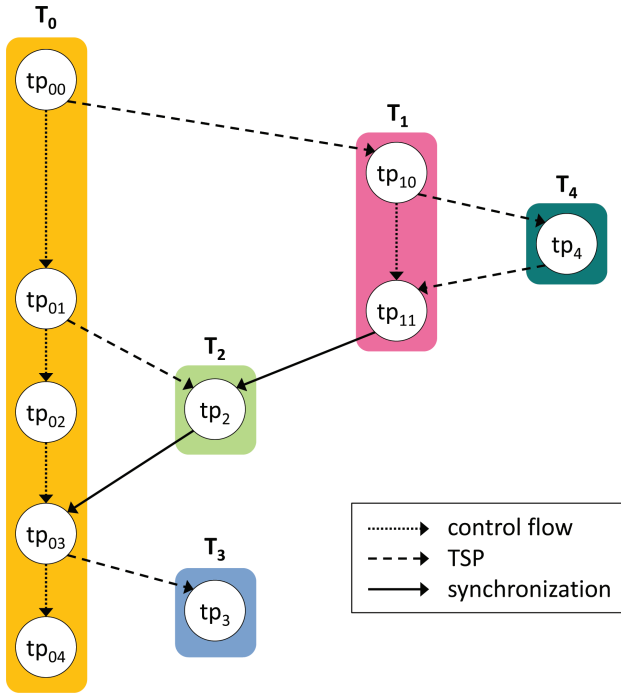 T₀
tp₀₀
T₁
tp₁₀
T₄
tp₄
tp₀₁
tp₁₁
T₂
tp₂
tp₀₂
tp₀₃
T₃
tp₃
tp₀₄
control flow
TSP
synchronization